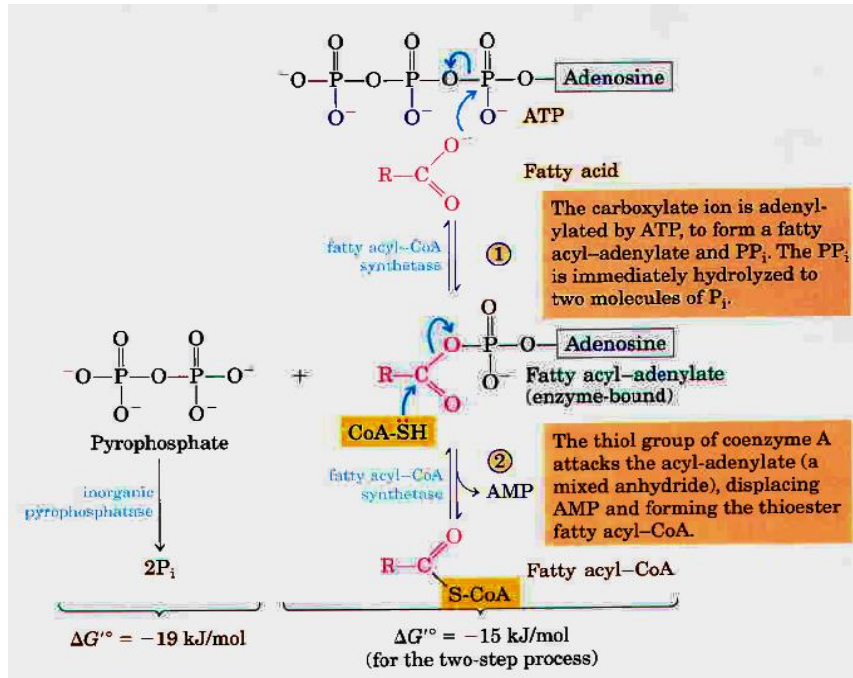 O O O
⁻O—P—O—P—O—P—O—Adenosine
O⁻ O⁻ O⁻ ATP
O⁻
R—C
O
Fatty acid
The carboxylate ion is adenyl-
ylated by ATP, to form a fatty
acyl–adenylate and PPᵢ. The PPᵢ
is immediately hydrolyzed to
two molecules of Pᵢ.
fatty acyl–CoA
synthetase
1
O O
⁻O—P—O—P—O⁻
O⁻ O⁻
Pyrophosphate
+
O
O—P—O—Adenosine
R—C O⁻
O
Fatty acyl–adenylate
(enzyme-bound)
CoA-SH
2
fatty acyl–CoA
synthetase
AMP
The thiol group of coenzyme A
attacks the acyl-adenylate (a
mixed anhydride), displacing
AMP and forming the thioester
fatty acyl–CoA.
inorganic
pyrophosphatase
2Pᵢ
O
R—C
S-CoA
Fatty acyl–CoA
ΔG′° = −19 kJ/mol
ΔG′° = −15 kJ/mol
(for the two-step process)